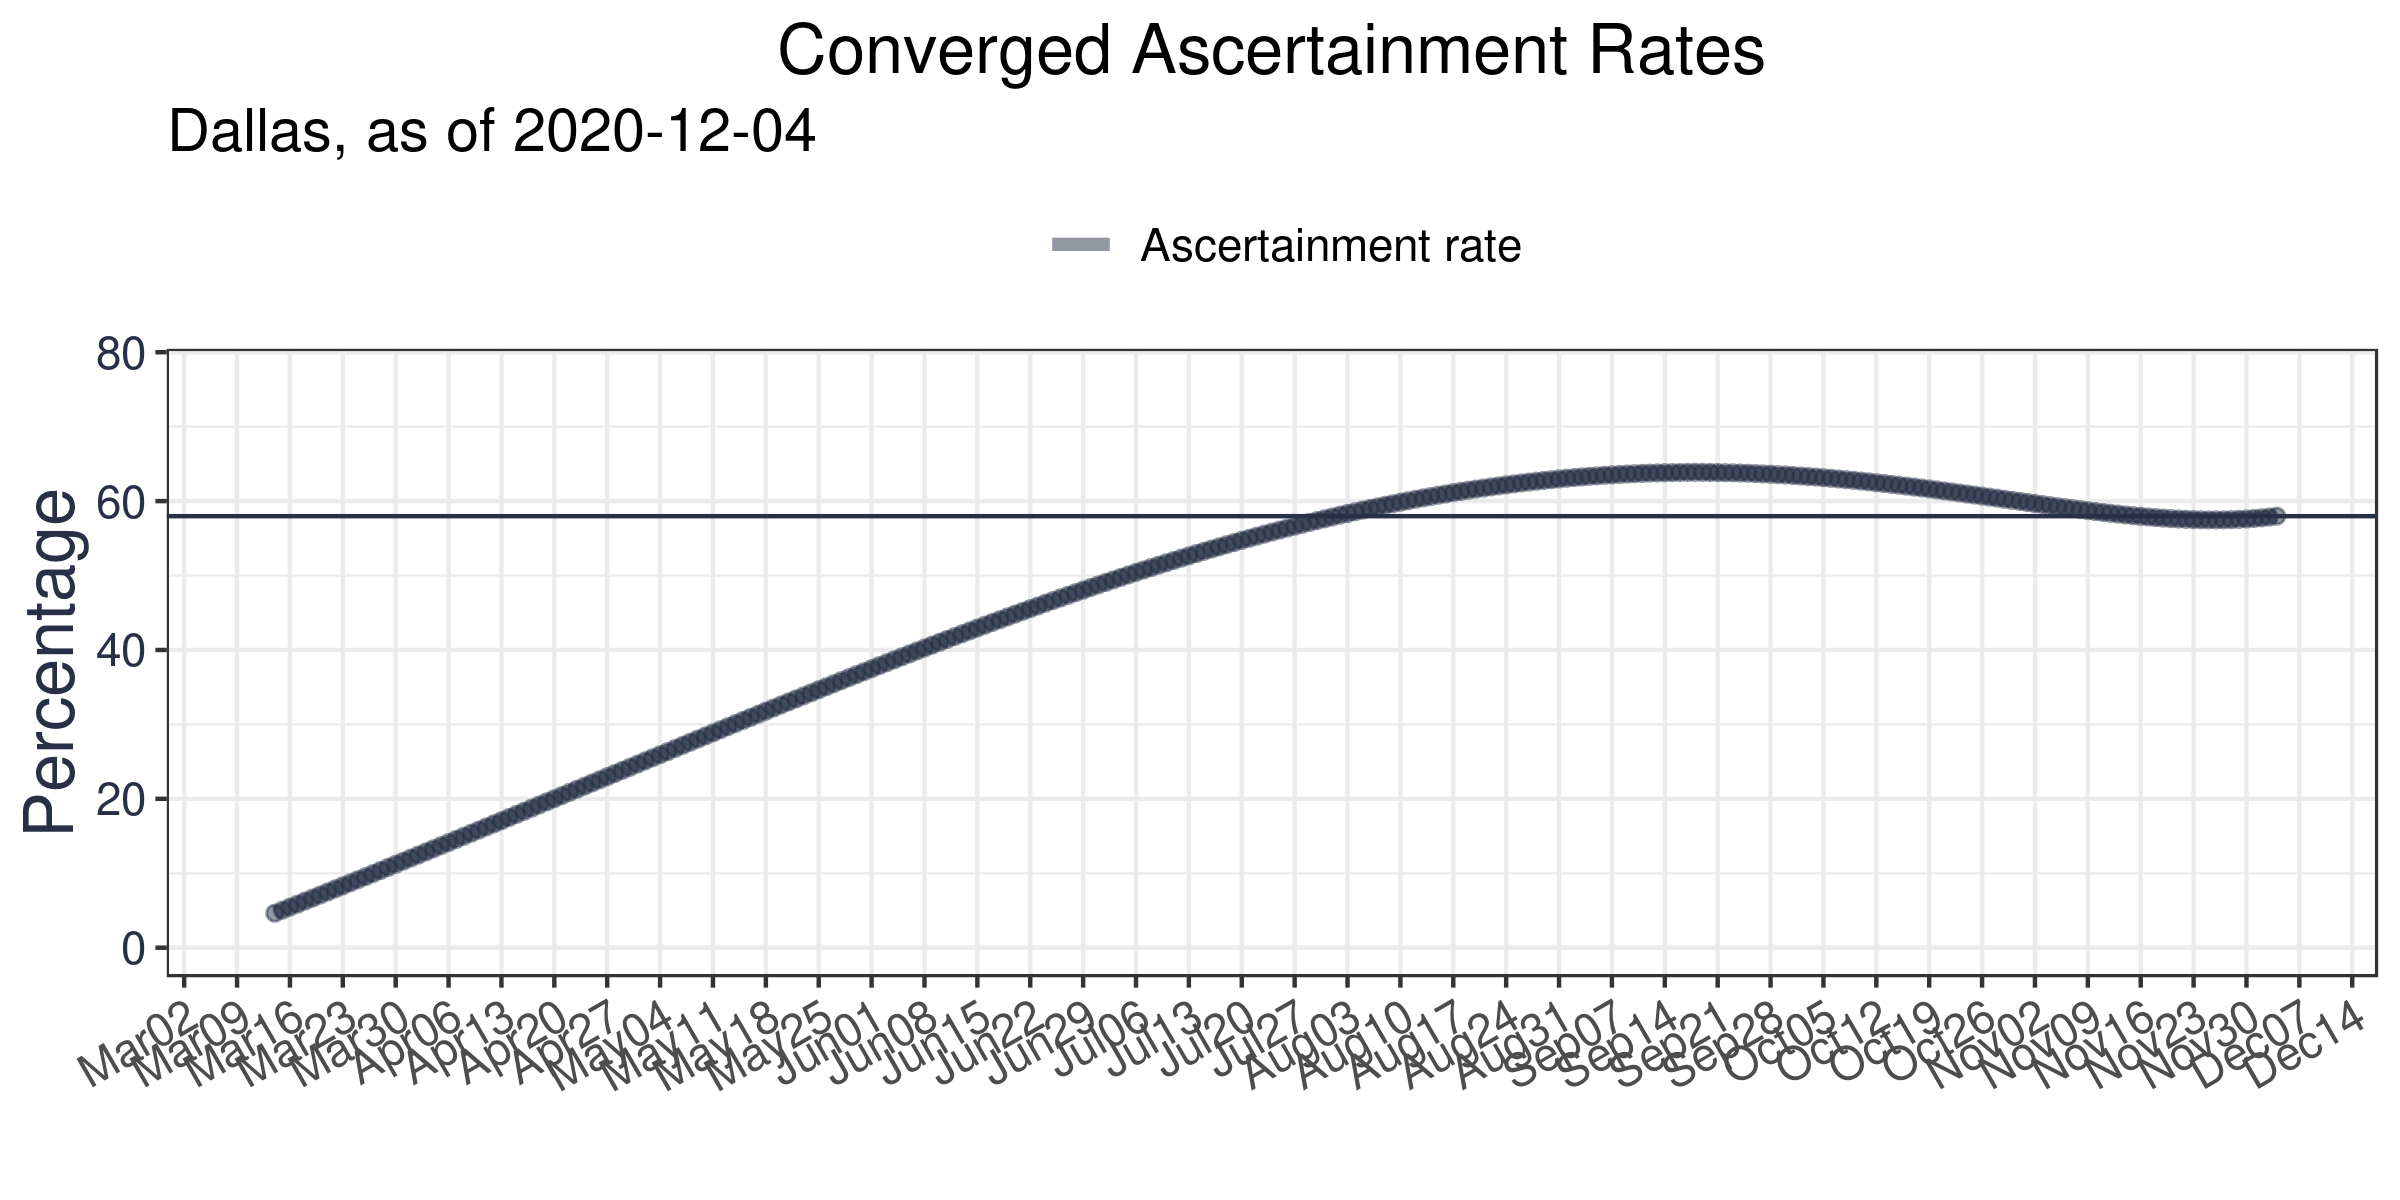 Converged Ascertainment Rates
Dallas, as of 2020-12-04
Ascertainment rate
Percentage
80
60
40
20
0
Mar02
Mar09
Mar16
Mar23
Mar30
Apr06
Apr13
Apr20
Apr27
May04
May11
May18
May25
Jun01
Jun08
Jun15
Jun22
Jun29
Jul06
Jul13
Jul20
Jul27
Aug03
Aug10
Aug17
Aug24
Aug31
Sep07
Sep14
Sep21
Sep28
Oct05
Oct12
Oct19
Oct26
Nov02
Nov09
Nov16
Nov23
Nov30
Dec07
Dec14